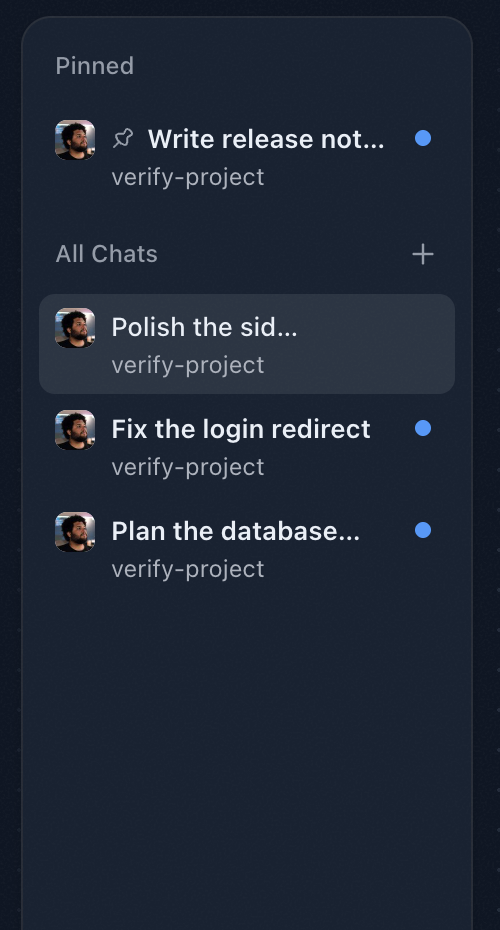 Pinned
Write release not...
verify-project
All Chats
Polish the sid...
verify-project
Fix the login redirect
verify-project
Plan the database...
verify-project